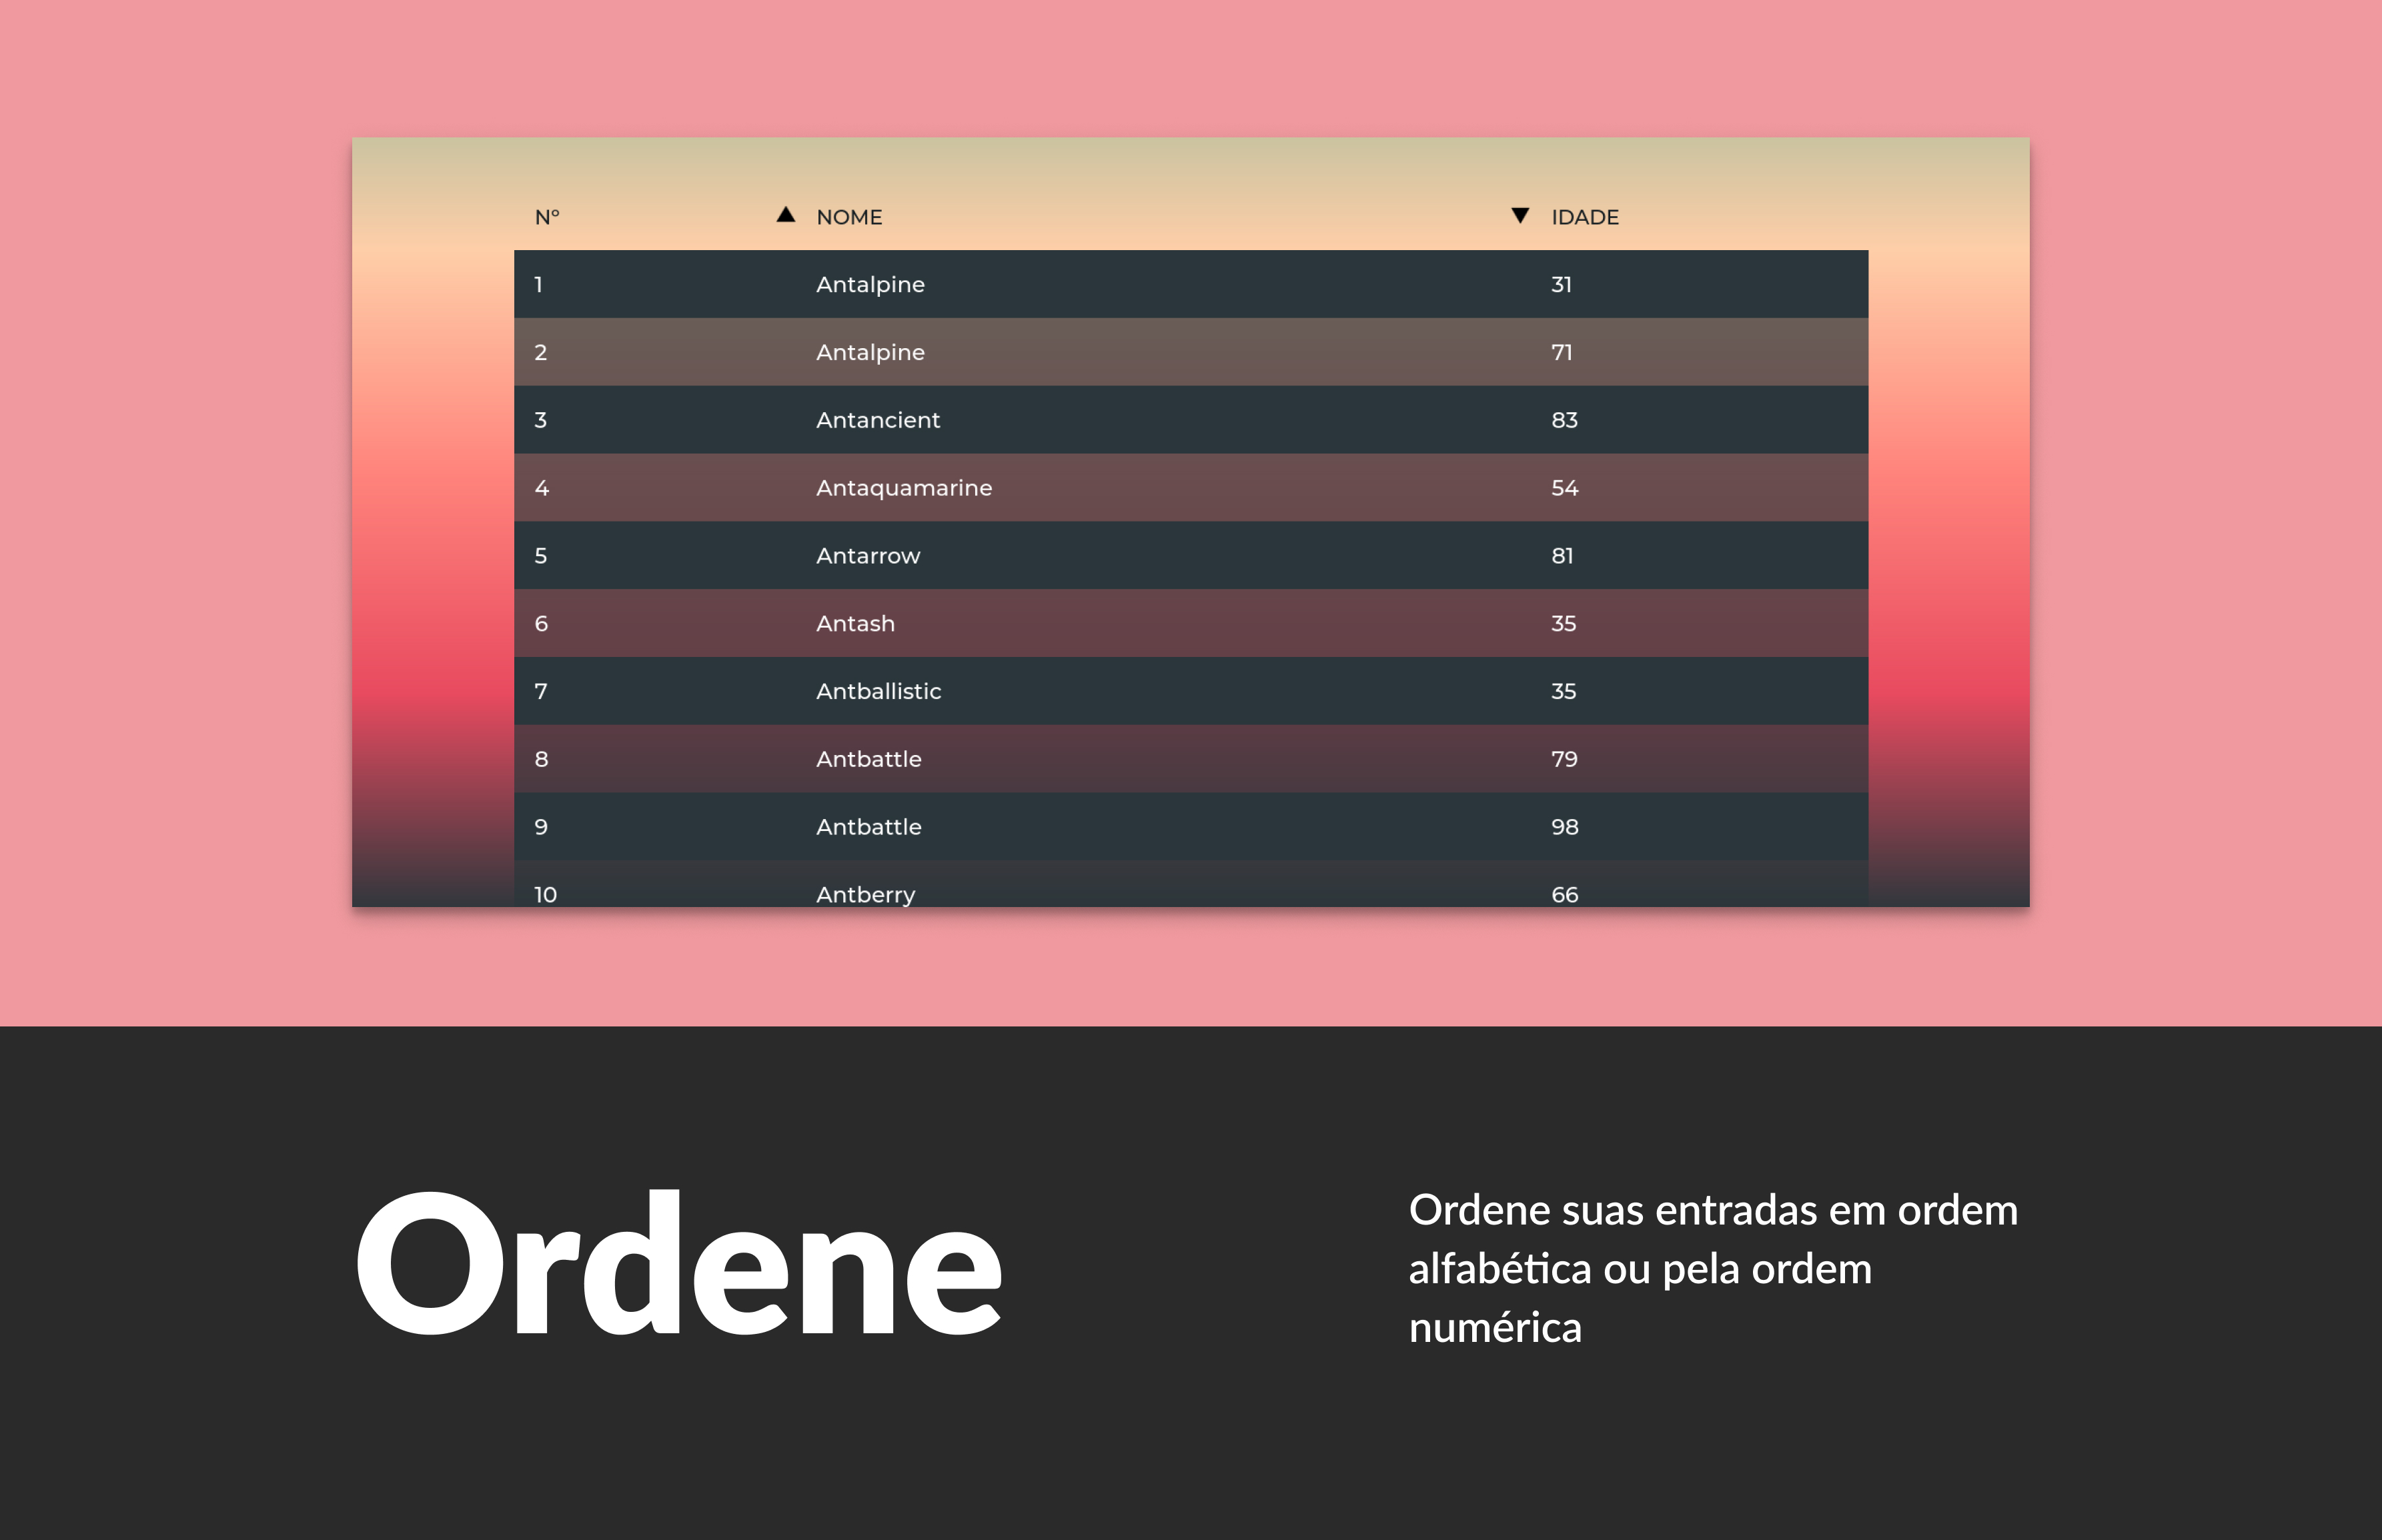 Nº ▲ NOME ▼ IDADE
1 Antalpine 31
2 Antalpine 71
3 Antancient 83
4 Antaquamarine 54
5 Antarrow 81
6 Antash 35
7 Antballistic 35
8 Antbattle 79
9 Antbattle 98
10 Antberry 66
Ordene
Ordene suas entradas em ordem
alfabética ou pela ordem
numérica